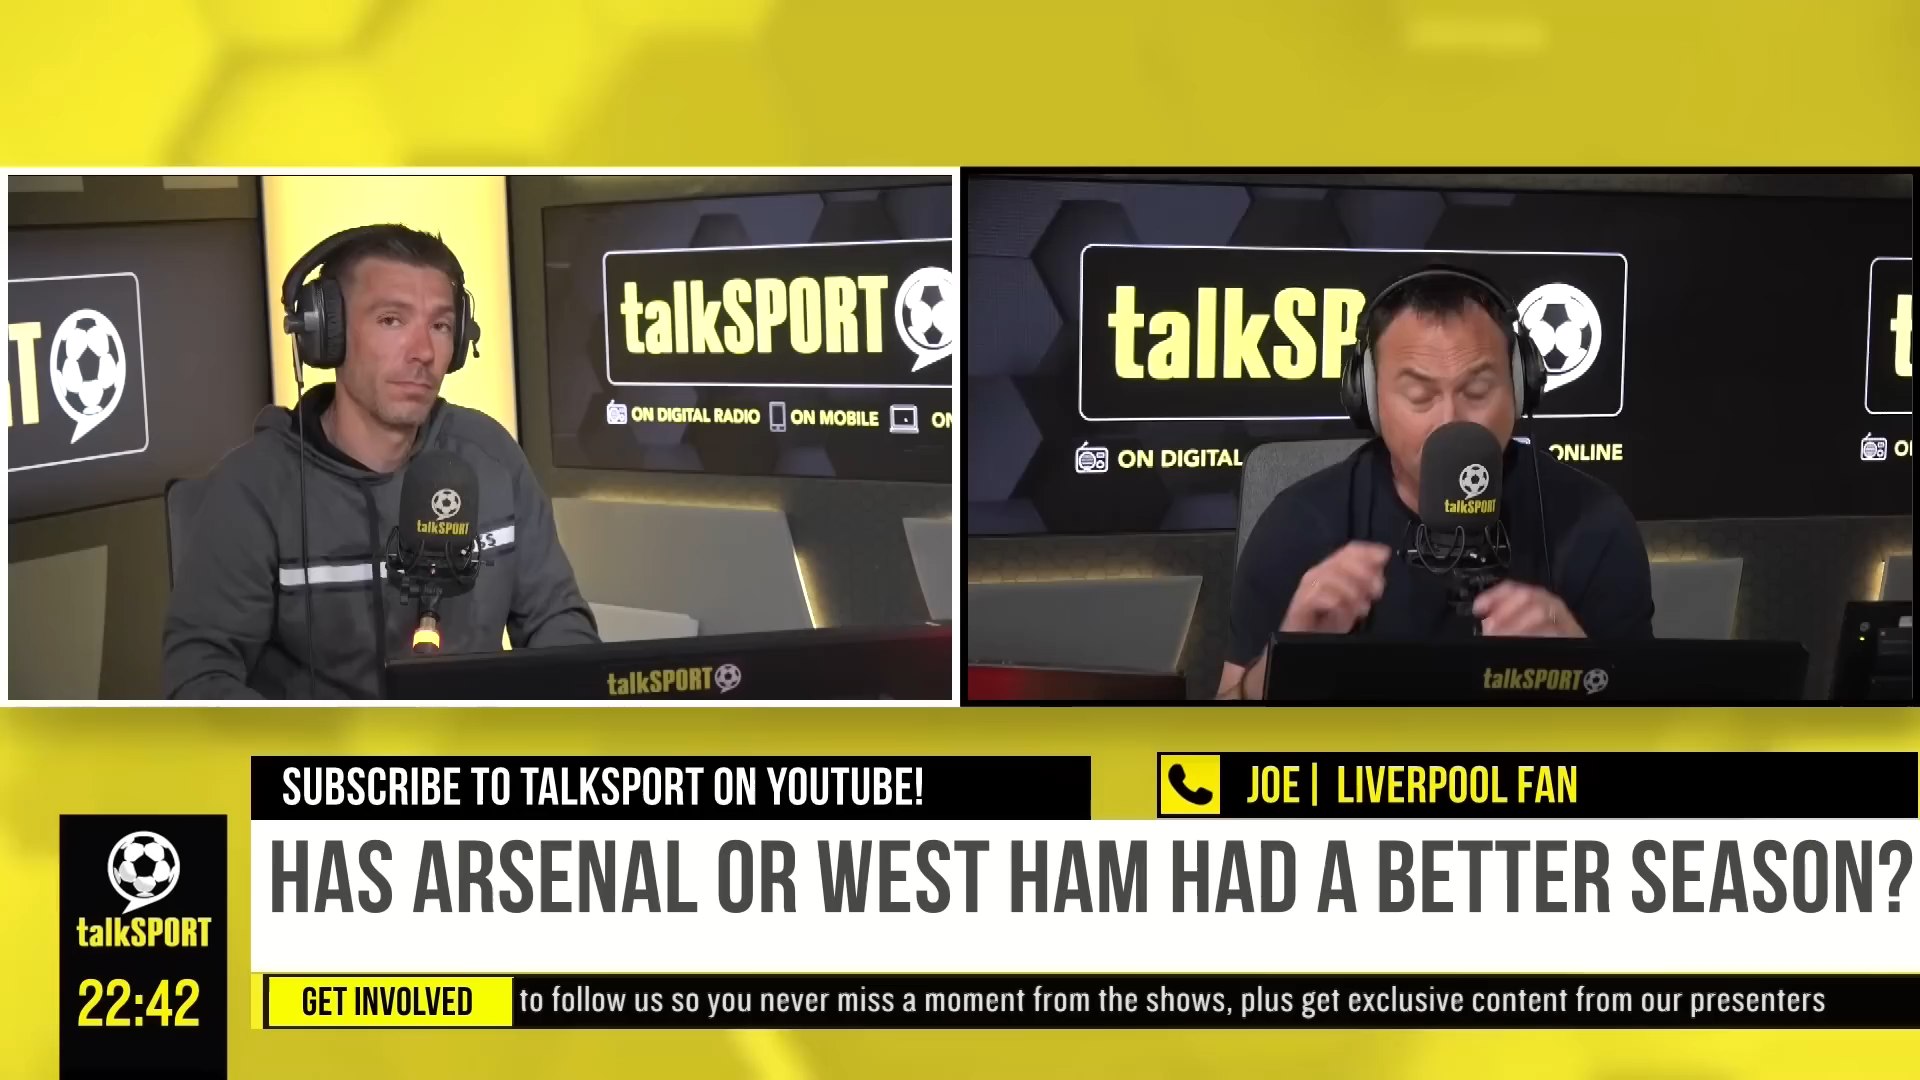 T
talkSPORT
ON DIGITAL RADIO
ON MOBILE
ON
talkSPORT
SS
talkSPORT
talkSP
ON DIGITAL
ONLINE
t
talkSPORT
talkSPORT
SUBSCRIBE TO TALKSPORT ON YOUTUBE!
JOE | LIVERPOOL FAN
HAS ARSENAL OR WEST HAM HAD A BETTER SEASON?
talkSPORT
22:42
GET INVOLVED
to follow us so you never miss a moment from the shows, plus get exclusive content from our presenters